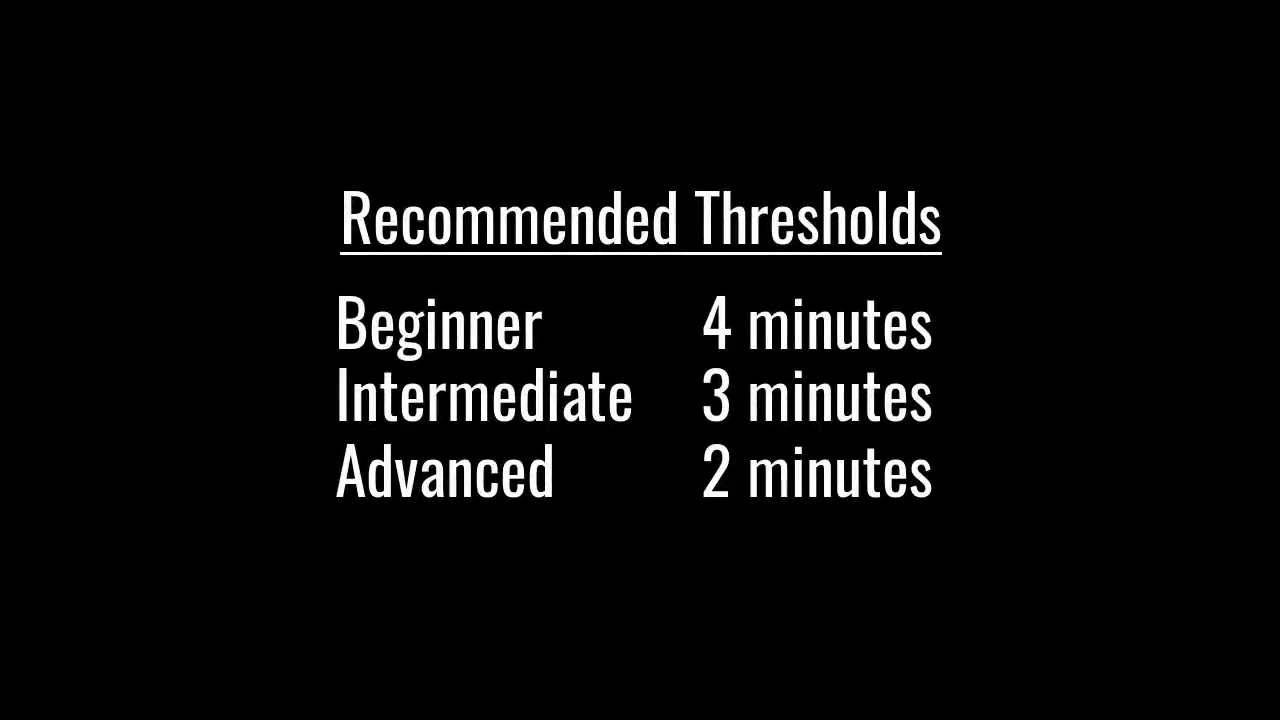 Recommended Thresholds
Beginner 4 minutes
Intermediate 3 minutes
Advanced 2 minutes